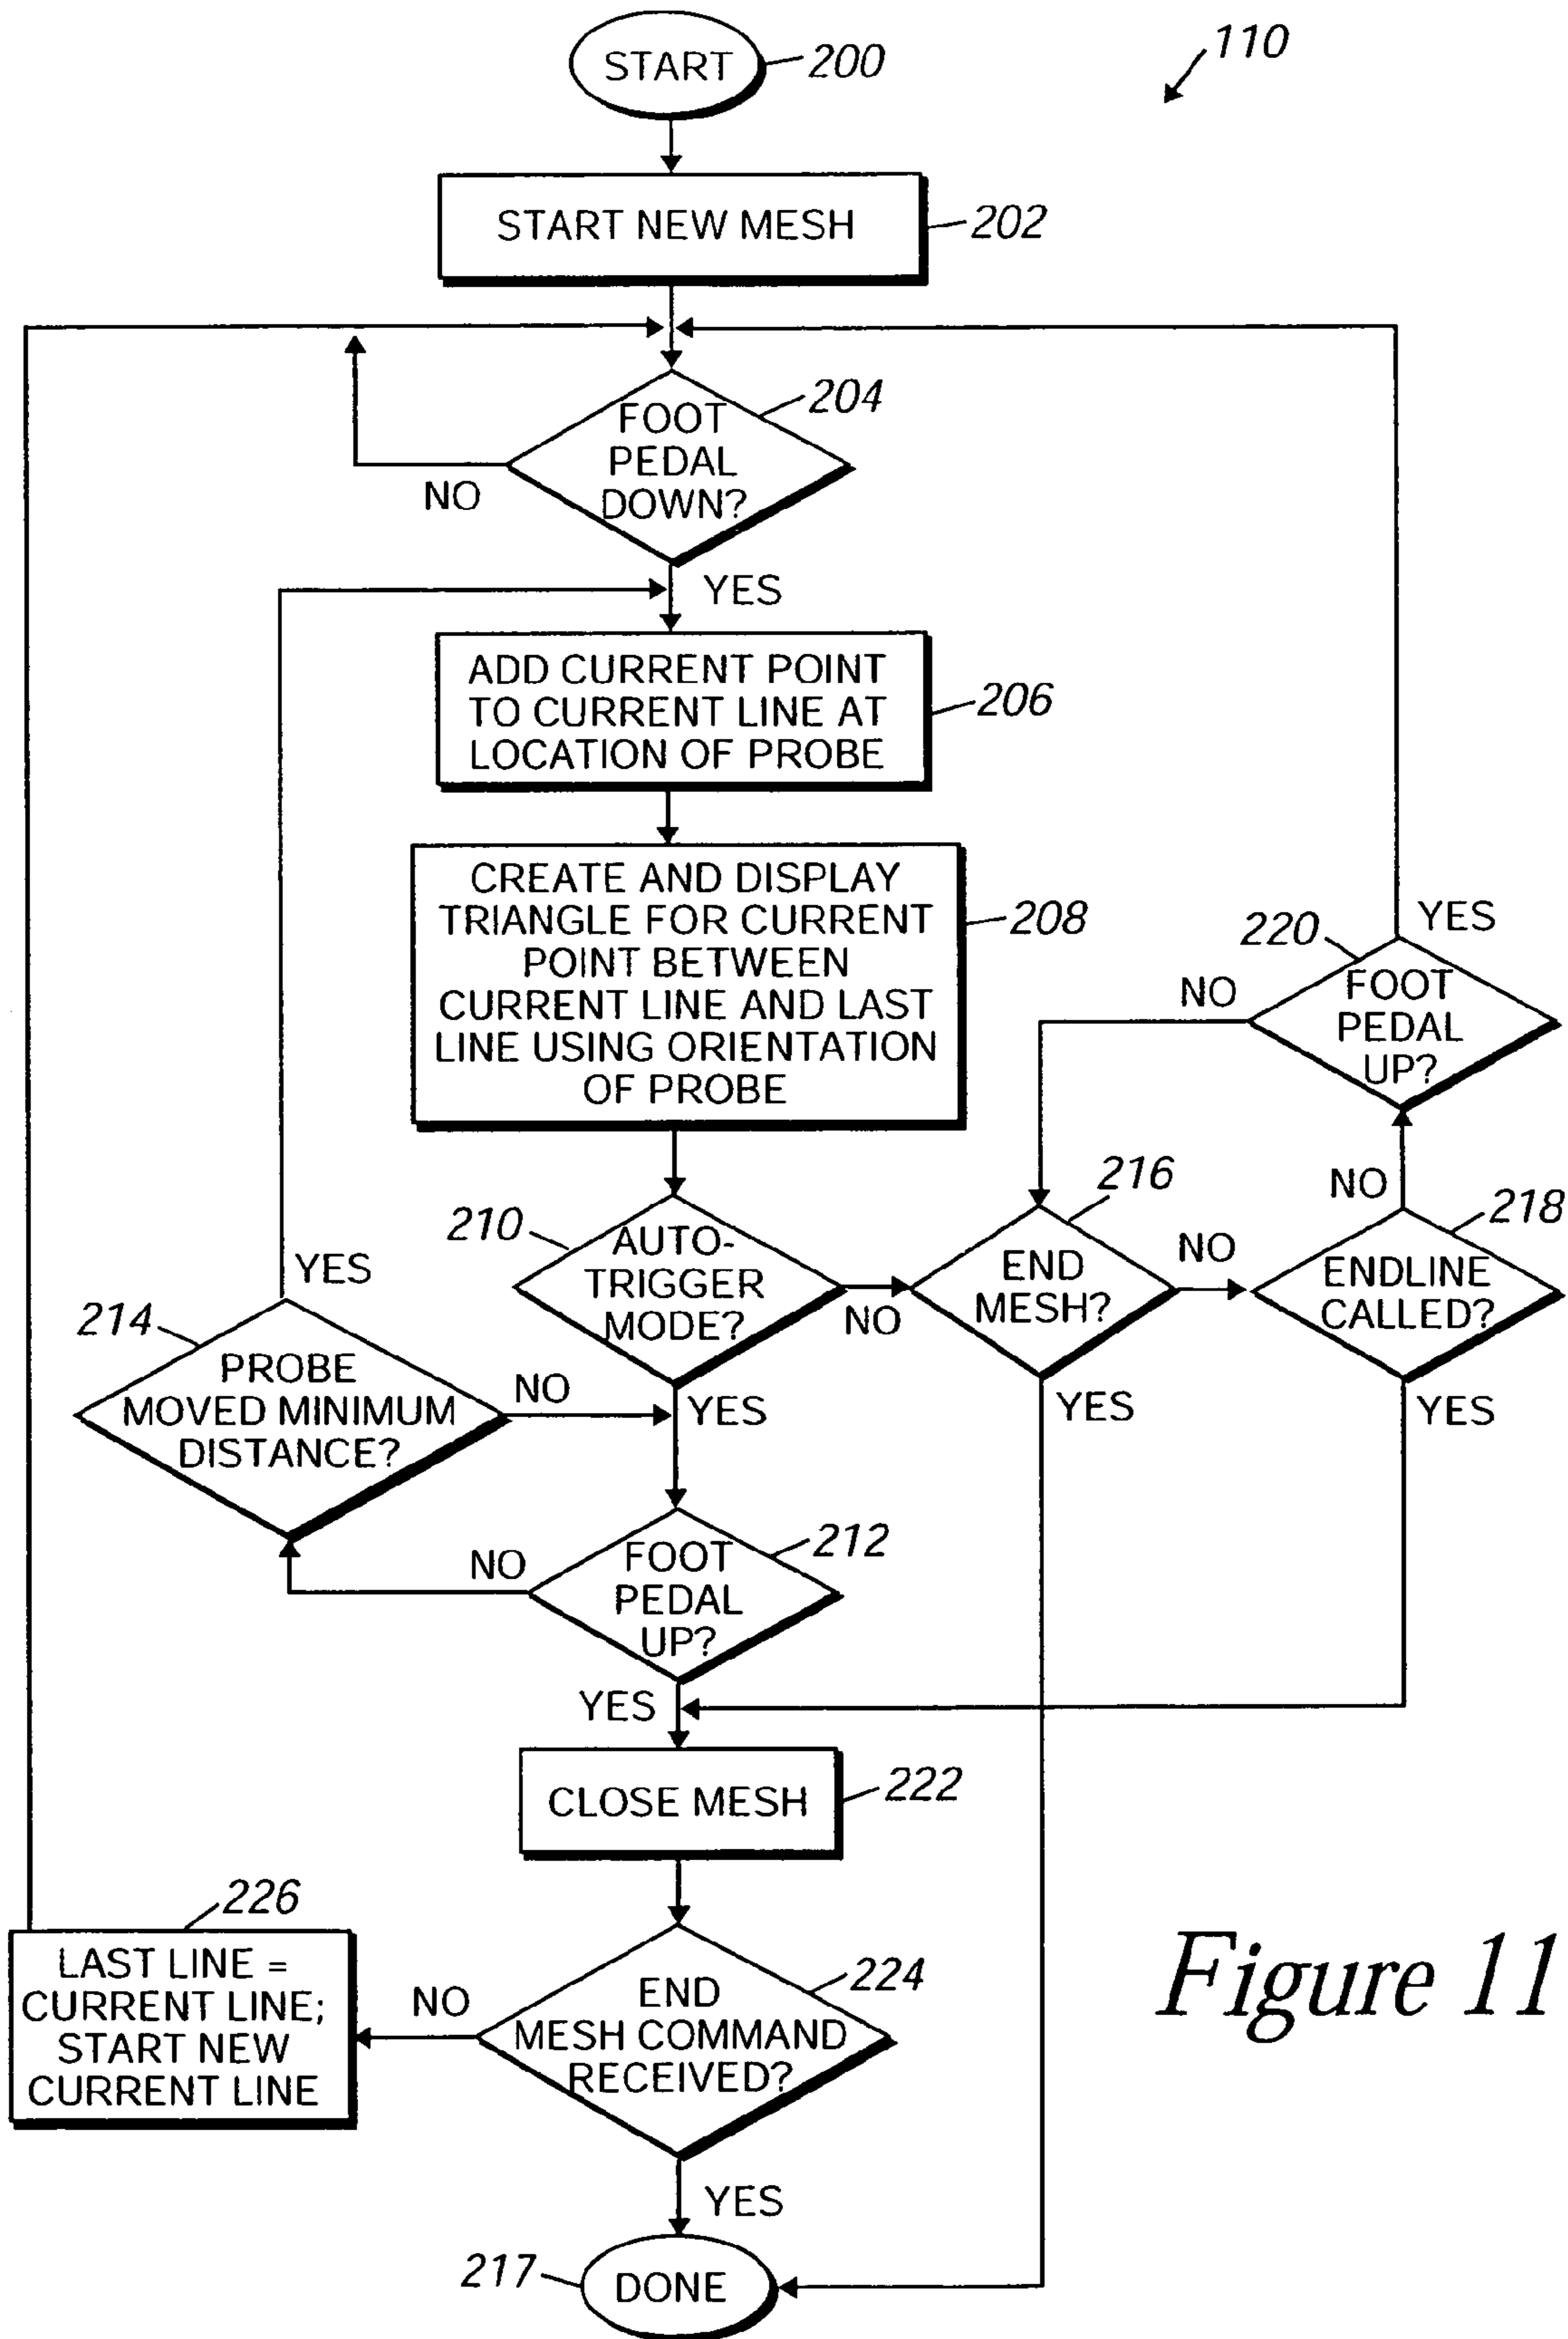 110
START
200
START NEW MESH
202
FOOT
PEDAL
DOWN?
204
NO
YES
ADD CURRENT POINT
TO CURRENT LINE AT
LOCATION OF PROBE
206
CREATE AND DISPLAY
TRIANGLE FOR CURRENT
POINT BETWEEN
CURRENT LINE AND LAST
LINE USING ORIENTATION
OF PROBE
208
YES
220
FOOT
PEDAL
UP?
NO
210
AUTO-
TRIGGER
MODE?
NO
YES
216
END
MESH?
NO
YES
NO
218
ENDLINE
CALLED?
YES
YES
214
PROBE
MOVED MINIMUM
DISTANCE?
NO
212
FOOT
PEDAL
UP?
NO
YES
CLOSE MESH
222
226
LAST LINE =
CURRENT LINE;
START NEW
CURRENT LINE
NO
224
END
MESH COMMAND
RECEIVED?
YES
217
DONE
Figure 11